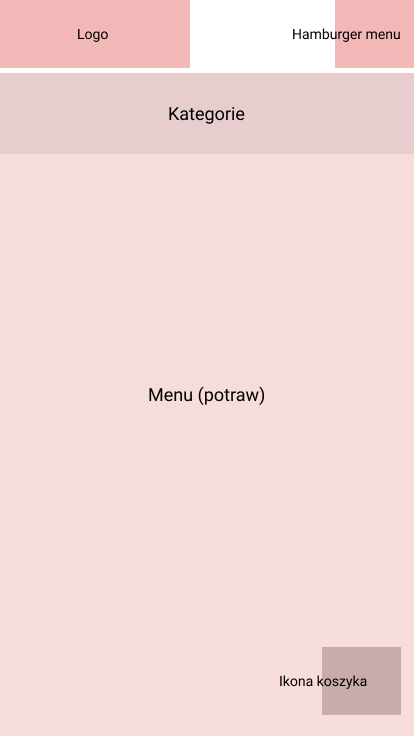 Logo
Hamburger menu
Kategorie
Menu (potraw)
Ikona koszyka